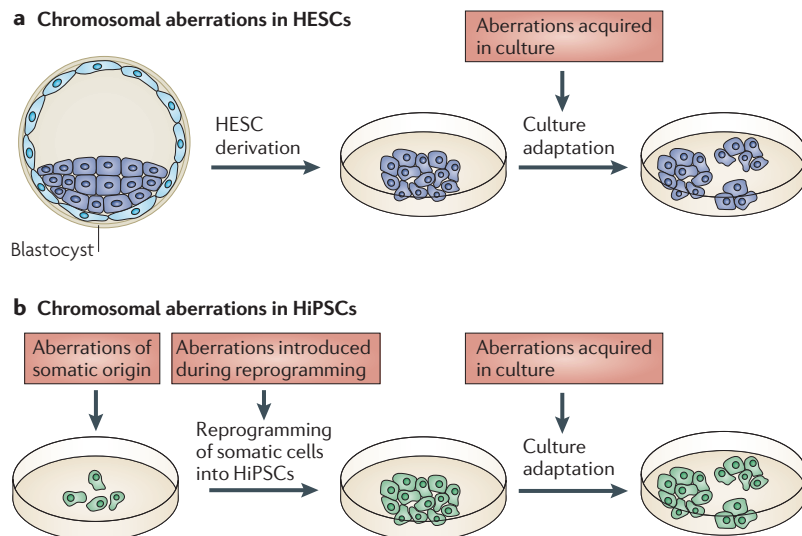 a Chromosomal aberrations in HESCs
Aberrations acquired
in culture
HESC
derivation
Culture
adaptation
Blastocyst
b Chromosomal aberrations in HiPSCs
Aberrations of
somatic origin
Aberrations introduced
during reprogramming
Aberrations acquired
in culture
Reprogramming
of somatic cells
into HiPSCs
Culture
adaptation